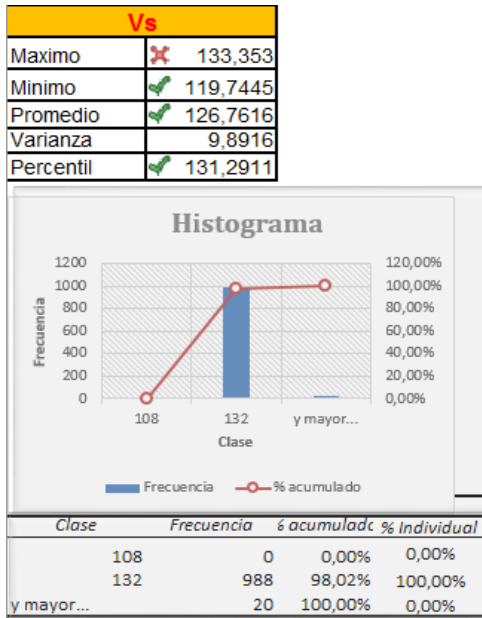 Vs
Maximo 133,353
Minimo 119,7445
Promedio 126,7616
Varianza 9,8916
Percentil 131,2911
Histograma
1200 120,00%
1000 100,00%
800 80,00%
600 60,00%
400 40,00%
200 20,00%
0 0,00%
Frecuencia
108 132 y mayor...
Clase
Frecuencia % acumulado
Clase Frecuencia % acumulado % Individual
108 0 0,00% 0,00%
132 988 98,02% 100,00%
y mayor... 20 100,00% 0,00%